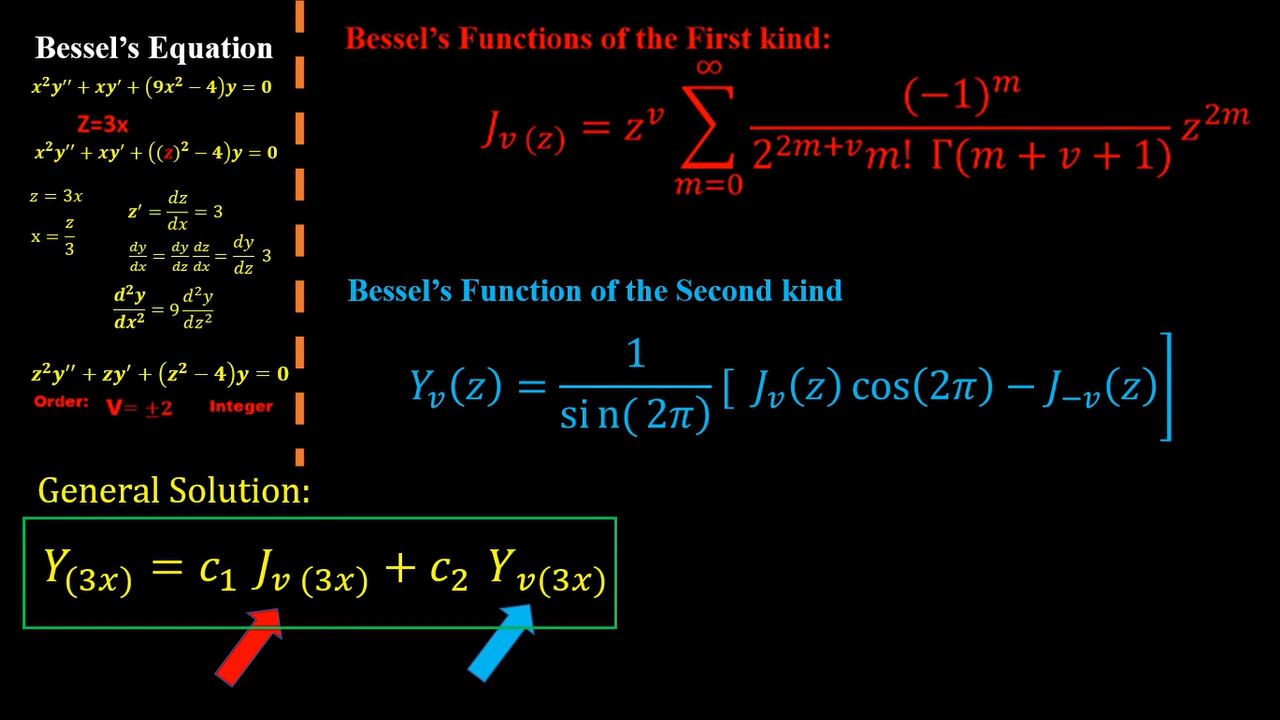 Bessel's Equation
x²y′′ + xy′ + (9x² − 4)y = 0
Z=3x
x²y′′ + xy′ + ((z)² − 4)y = 0
z = 3x
x = z/3
z′ = dz/dx = 3
dy/dx = dy/dz dz/dx = dy/dz 3
d²y/dx² = 9 d²y/dz²
z²y′′ + zy′ + (z² − 4)y = 0
Order: V= ±2 Integer
General Solution:
Y₍₃ₓ₎ = c₁ J_v (3x) + c₂ Y_v(3x)
Bessel's Functions of the First kind:
J_v (z) = z^v ∑_{m=0}^{∞} (−1)^m / (2^{2m+v} m! Γ(m + v + 1)) z^{2m}
Bessel's Function of the Second kind
Y_v(z) = 1/sin( 2π) [ J_v(z) cos(2π) − J_{−v}(z)]